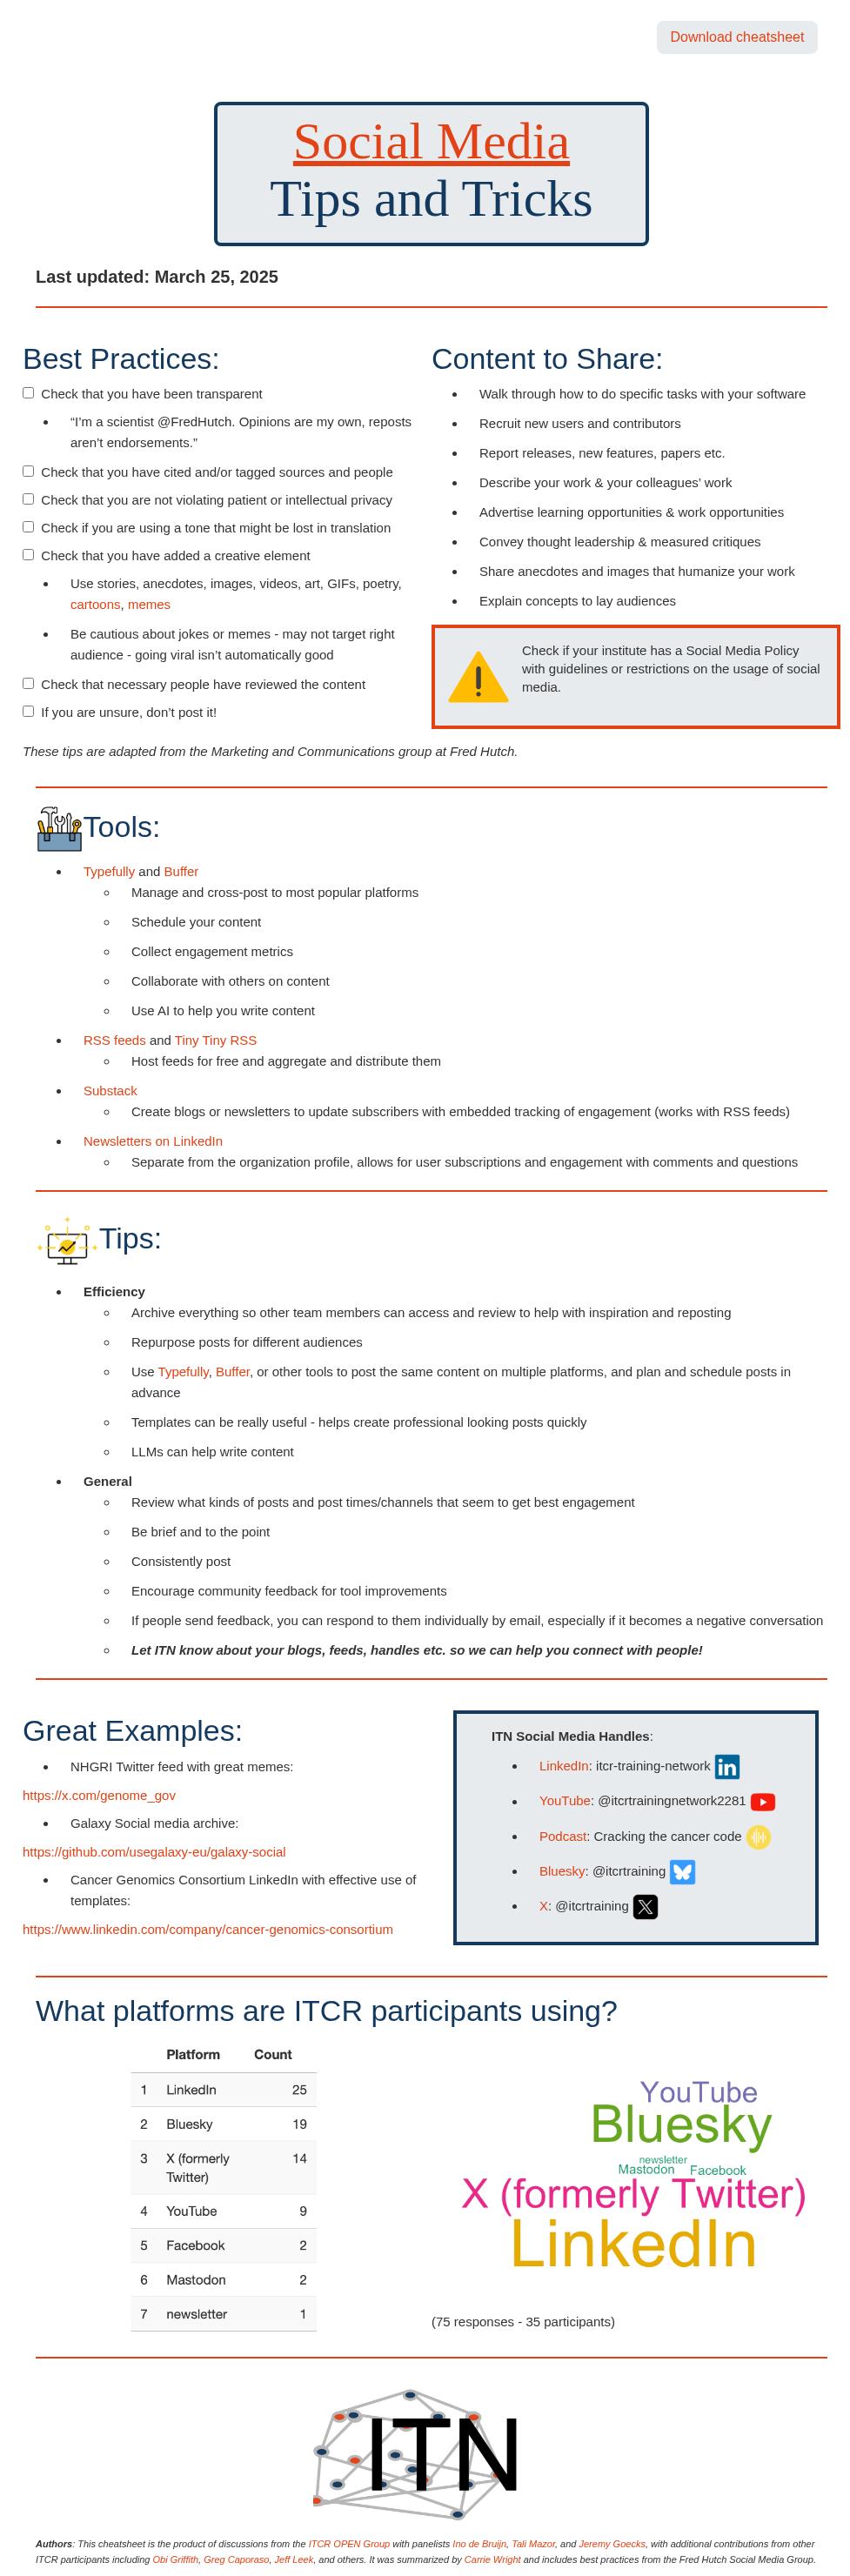 Download cheatsheet
Social Media
Tips and Tricks
Last updated: March 25, 2025
Best Practices:
Check that you have been transparent
“I’m a scientist @FredHutch. Opinions are my own, reposts
aren’t endorsements.”
Check that you have cited and/or tagged sources and people
Check that you are not violating patient or intellectual privacy
Check if you are using a tone that might be lost in translation
Check that you have added a creative element
Use stories, anecdotes, images, videos, art, GIFs, poetry,
cartoons, memes
Be cautious about jokes or memes - may not target right
audience - going viral isn’t automatically good
Check that necessary people have reviewed the content
If you are unsure, don’t post it!
Content to Share:
Walk through how to do specific tasks with your software
Recruit new users and contributors
Report releases, new features, papers etc.
Describe your work & your colleagues’ work
Advertise learning opportunities & work opportunities
Convey thought leadership & measured critiques
Share anecdotes and images that humanize your work
Explain concepts to lay audiences
Check if your institute has a Social Media Policy
with guidelines or restrictions on the usage of social
media.
These tips are adapted from the Marketing and Communications group at Fred Hutch.
Tools:
Typefully and Buffer
Manage and cross-post to most popular platforms
Schedule your content
Collect engagement metrics
Collaborate with others on content
Use AI to help you write content
RSS feeds and Tiny Tiny RSS
Host feeds for free and aggregate and distribute them
Substack
Create blogs or newsletters to update subscribers with embedded tracking of engagement (works with RSS feeds)
Newsletters on LinkedIn
Separate from the organization profile, allows for user subscriptions and engagement with comments and questions
Tips:
Efficiency
Archive everything so other team members can access and review to help with inspiration and reposting
Repurpose posts for different audiences
Use Typefully, Buffer, or other tools to post the same content on multiple platforms, and plan and schedule posts in
advance
Templates can be really useful - helps create professional looking posts quickly
LLMs can help write content
General
Review what kinds of posts and post times/channels that seem to get best engagement
Be brief and to the point
Consistently post
Encourage community feedback for tool improvements
If people send feedback, you can respond to them individually by email, especially if it becomes a negative conversation
Let ITN know about your blogs, feeds, handles etc. so we can help you connect with people!
Great Examples:
NHGRI Twitter feed with great memes:
https://x.com/genome_gov
Galaxy Social media archive:
https://github.com/usegalaxy-eu/galaxy-social
Cancer Genomics Consortium LinkedIn with effective use of
templates:
https://www.linkedin.com/company/cancer-genomics-consortium
ITN Social Media Handles:
LinkedIn: itcr-training-network
YouTube: @itcrtrainingnetwork2281
Podcast: Cracking the cancer code
Bluesky: @itcrtraining
X: @itcrtraining
What platforms are ITCR participants using?
Platform Count
1 LinkedIn 25
2 Bluesky 19
3 X (formerly 14
Twitter)
4 YouTube 9
5 Facebook 2
6 Mastodon 2
7 newsletter 1
YouTube
Bluesky
newsletter
Mastodon Facebook
X (formerly Twitter)
LinkedIn
(75 responses - 35 participants)
ITN
Authors: This cheatsheet is the product of discussions from the ITCR OPEN Group with panelists Ino de Bruijn, Tali Mazor, and Jeremy Goecks, with additional contributions from other
ITCR participants including Obi Griffith, Greg Caporaso, Jeff Leek, and others. It was summarized by Carrie Wright and includes best practices from the Fred Hutch Social Media Group.